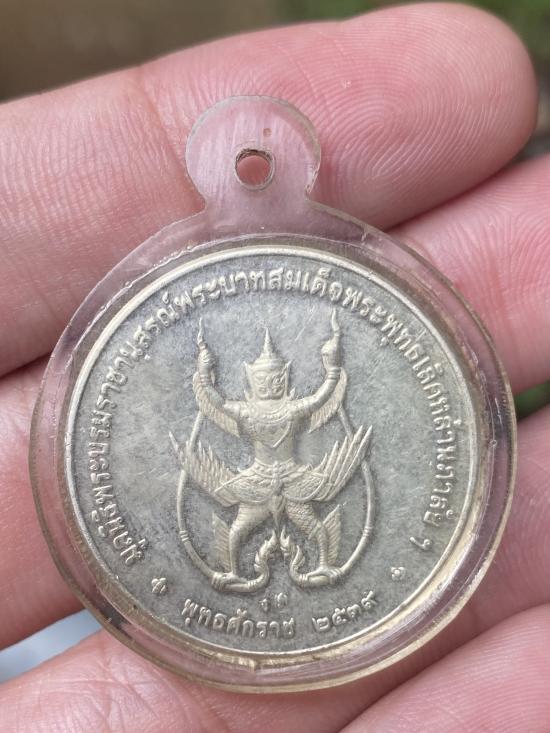 มูลนิธิพระบรมราชานุสรณ์พระบาทสมเด็จพระพุทธเลิศหล้านภาลัย ฯ
พุทธศักราช ๒๕๓๙